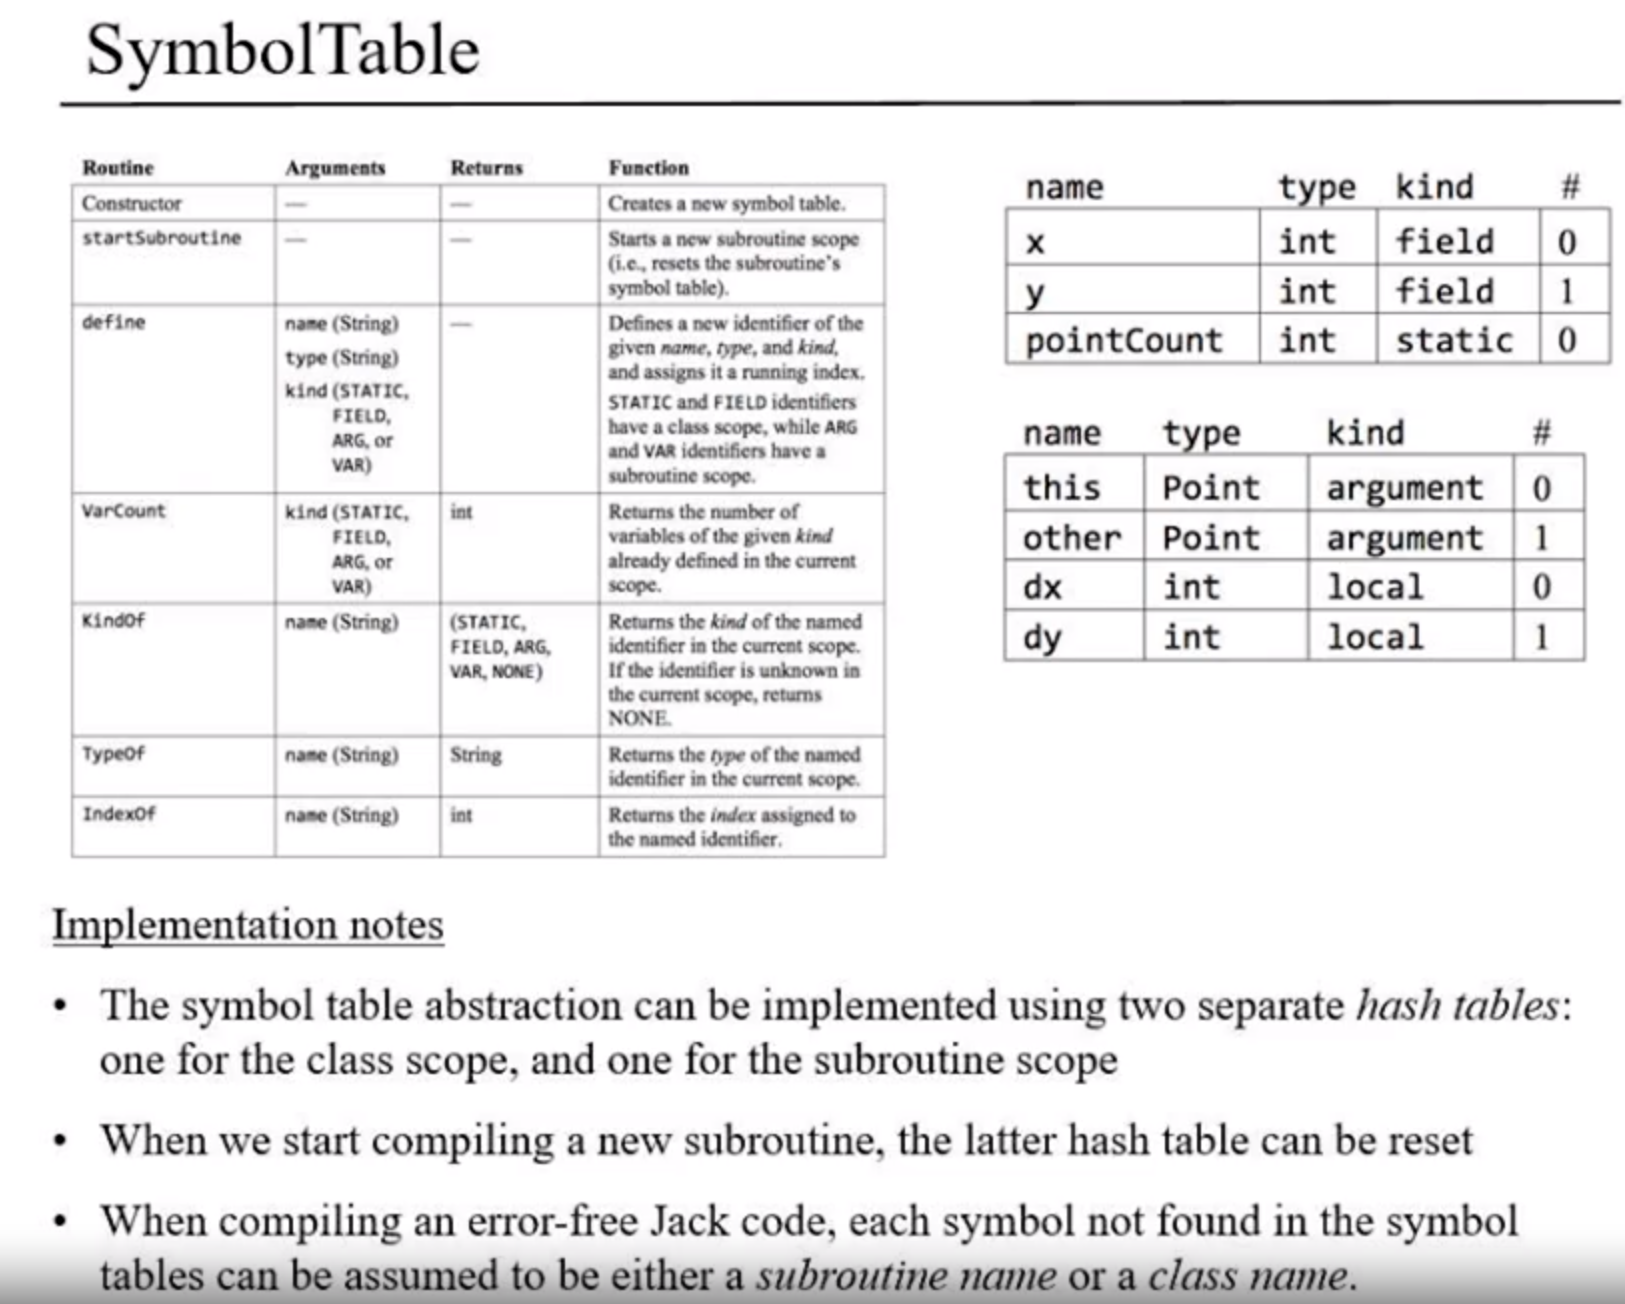 SymbolTable
Routine Arguments Returns Function
Constructor — — Creates a new symbol table.
startSubroutine — — Starts a new subroutine scope
(i.e., resets the subroutine's
symbol table).
define name (String) — Defines a new identifier of the
type (String) given name, type, and kind,
and assigns it a running index.
kind (STATIC, STATIC and FIELD identifiers
FIELD, have a class scope, while ARG
ARG, or and VAR identifiers have a
VAR) subroutine scope.
VarCount kind (STATIC, int Returns the number of
FIELD, variables of the given kind
ARG, or already defined in the current
VAR) scope.
KindOf name (String) (STATIC, Returns the kind of the named
FIELD, ARG, identifier in the current scope.
VAR, NONE) If the identifier is unknown in
the current scope, returns
NONE.
TypeOf name (String) String Returns the type of the named
identifier in the current scope.
IndexOf name (String) int Returns the index assigned to
the named identifier.
name type kind #
x int field 0
y int field 1
pointCount int static 0
name type kind #
this Point argument 0
other Point argument 1
dx int local 0
dy int local 1
Implementation notes
• The symbol table abstraction can be implemented using two separate hash tables:
one for the class scope, and one for the subroutine scope
• When we start compiling a new subroutine, the latter hash table can be reset
• When compiling an error-free Jack code, each symbol not found in the symbol
tables can be assumed to be either a subroutine name or a class name.